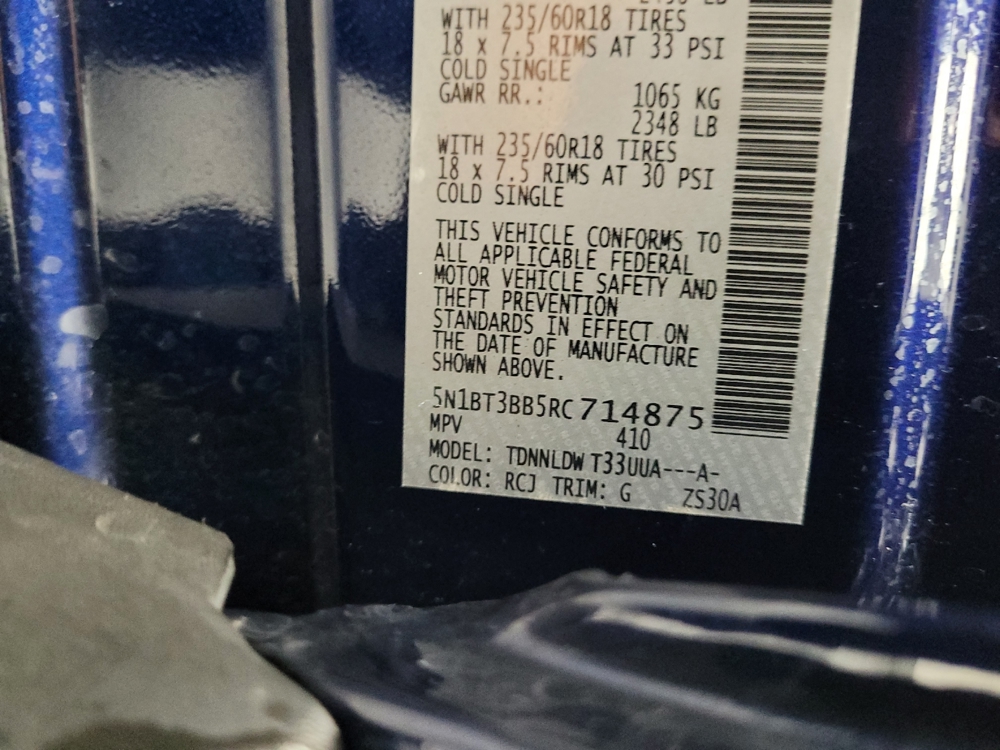 WITH 235/60R18 TIRES
18 x 7.5 RIMS AT 33 PSI
COLD SINGLE
GAWR RR.: 1065 KG
2348 LB
WITH 235/60R18 TIRES
18 x 7.5 RIMS AT 30 PSI
COLD SINGLE
THIS VEHICLE CONFORMS TO
ALL APPLICABLE FEDERAL
MOTOR VEHICLE SAFETY AND
THEFT PREVENTION
STANDARDS IN EFFECT ON
THE DATE OF MANUFACTURE
SHOWN ABOVE.
5N1BT3BB5RC714875
MPV 410
MODEL: TDNNLDW T33UUA---A-
COLOR: RCJ TRIM: G ZS30A